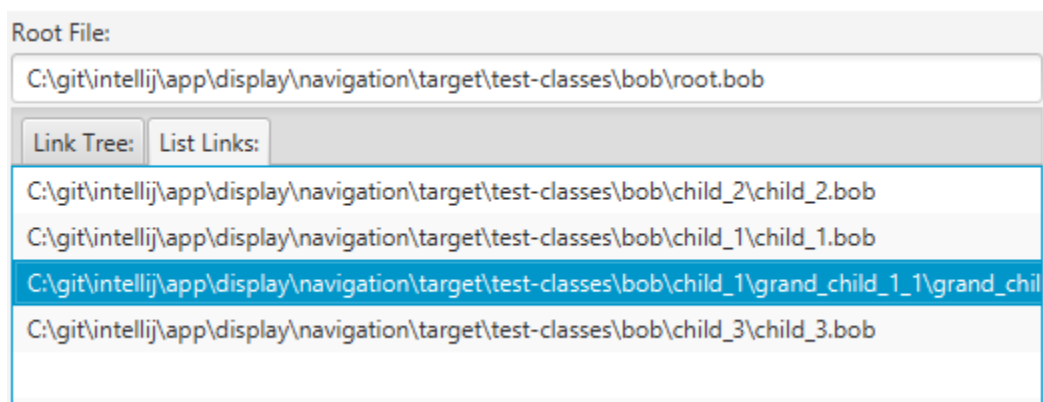 Root File:
C:\git\intellij\app\display\navigation\target\test-classes\bob\root.bob
Link Tree: List Links:
C:\git\intellij\app\display\navigation\target\test-classes\bob\child_2\child_2.bob
C:\git\intellij\app\display\navigation\target\test-classes\bob\child_1\child_1.bob
C:\git\intellij\app\display\navigation\target\test-classes\bob\child_1\grand_child_1_1\grand_chil
C:\git\intellij\app\display\navigation\target\test-classes\bob\child_3\child_3.bob